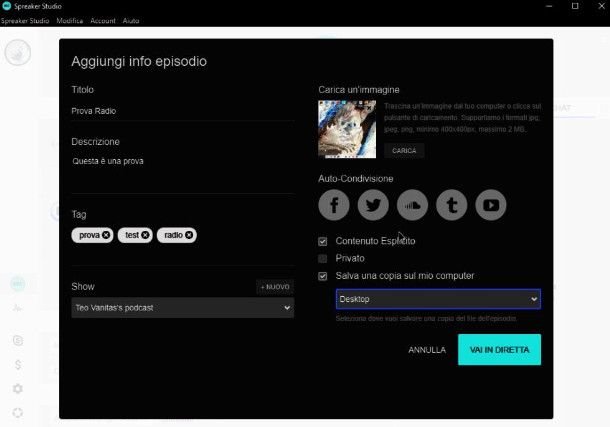 Spreaker Studio
Spreaker Studio Modifica Account Aiuto
Aggiungi info episodio
Titolo
Prova Radio
Descrizione
Questa è una prova
Tag
prova test radio
Show
+ NUOVO
Teo Vanitas's podcast
Carica un'immagine
Trascina un'immagine dal tuo computer o clicca sul
pulsante di caricamento. Supportiamo i formati jpg,
jpeg, png, minimo 400x400px, massimo 2 MB.
CARICA
Auto-Condivisione
Contenuto Esplicito
Privato
Salva una copia sul mio computer
Desktop
Seleziona dove vuoi salvare una copia del file dell'episodio.
ANNULLA
VAI IN DIRETTA
CHAT